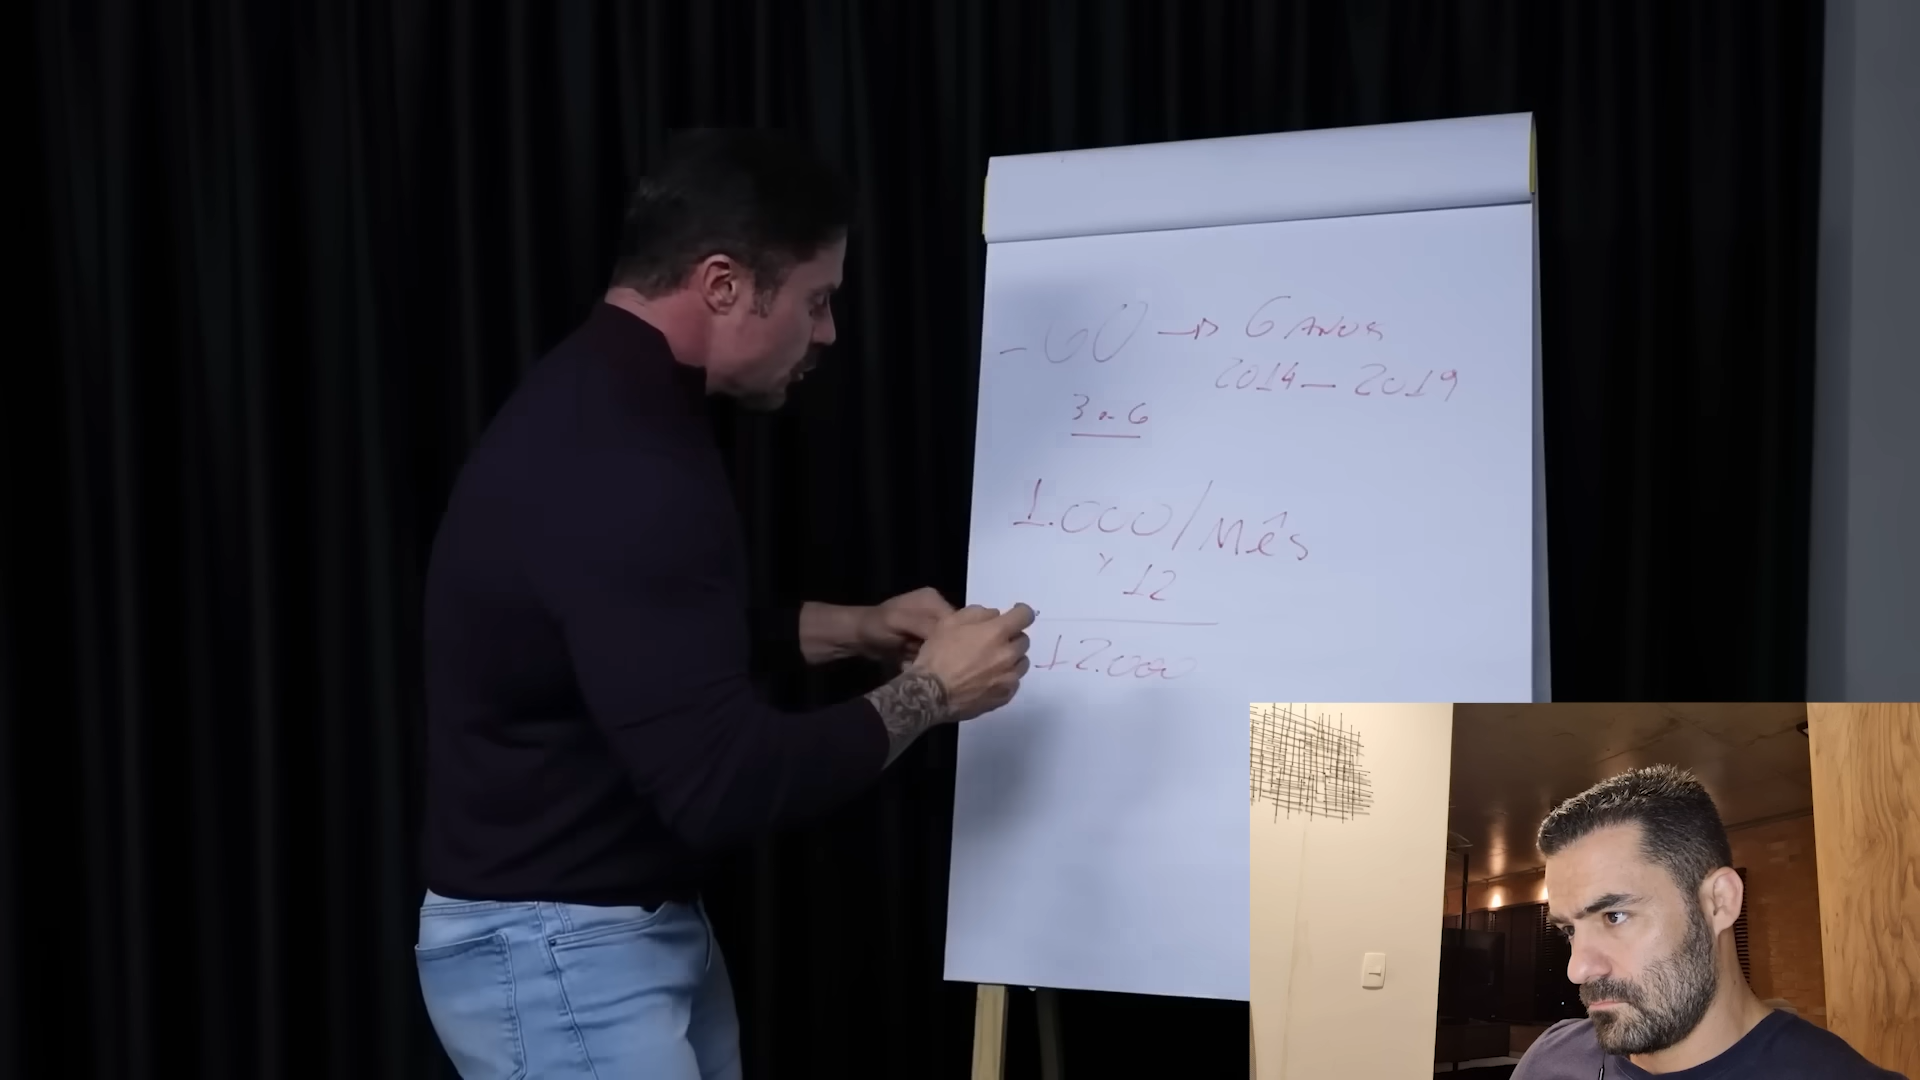 - 60 → 6 ANOS
2014 — 2019
3 a 6
1.000/Mês
x 12
12.000